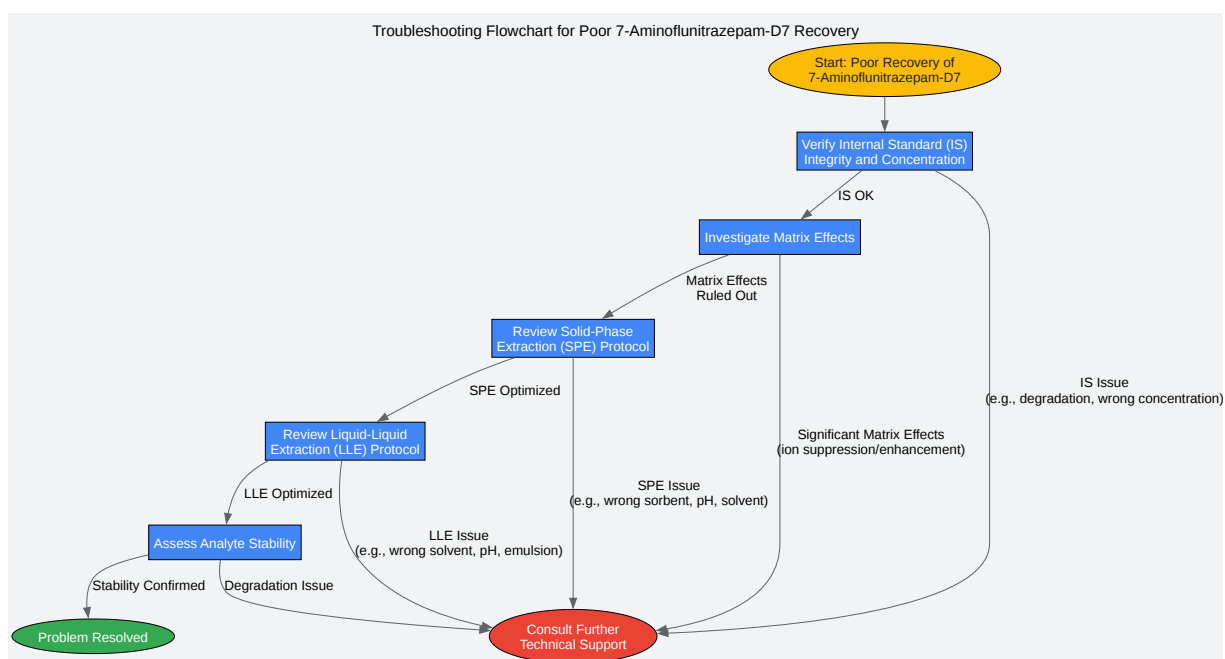 Troubleshooting Flowchart for Poor 7-Aminoflunitrazepam-D7 Recovery
Start: Poor Recovery of
7-Aminoflunitrazepam-D7
Verify Internal Standard (IS)
Integrity and Concentration
IS OK
Investigate Matrix Effects
Matrix Effects
Ruled Out
Review Solid-Phase
Extraction (SPE) Protocol
SPE Optimized
IS Issue
(e.g., degradation, wrong concentration)
Review Liquid-Liquid
Extraction (LLE) Protocol
Significant Matrix Effects
(ion suppression/enhancement)
LLE Optimized
SPE Issue
(e.g., wrong sorbent, pH, solvent)
Assess Analyte Stability
LLE Issue
(e.g., wrong solvent, pH, emulsion)
Stability Confirmed
Degradation Issue
Problem Resolved
Consult Further
Technical Support